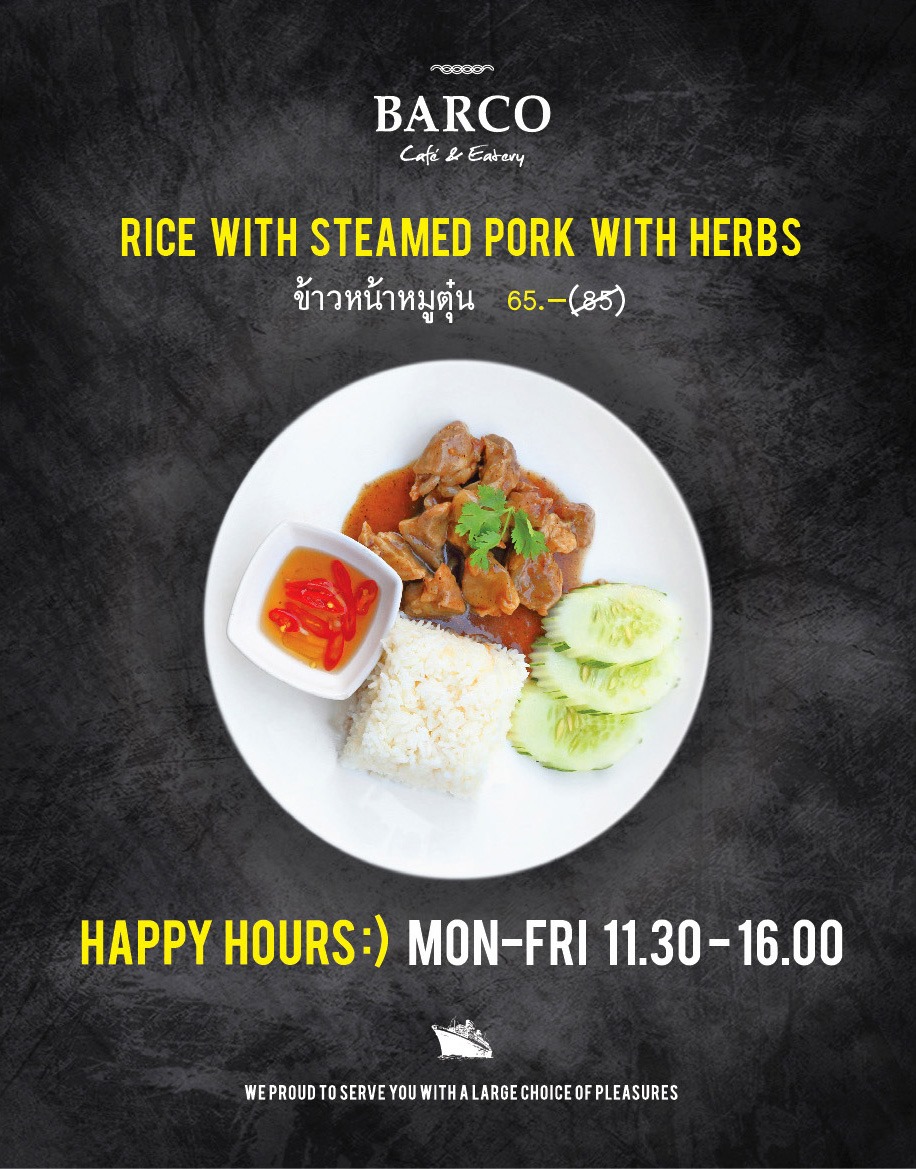 BARCO
Café & Eatery
RICE WITH STEAMED PORK WITH HERBS
ข้าวหน้าหมูตุ๋น 65.-(85)
HAPPY HOURS :) MON-FRI 11.30 - 16.00
WE PROUD TO SERVE YOU WITH A LARGE CHOICE OF PLEASURES